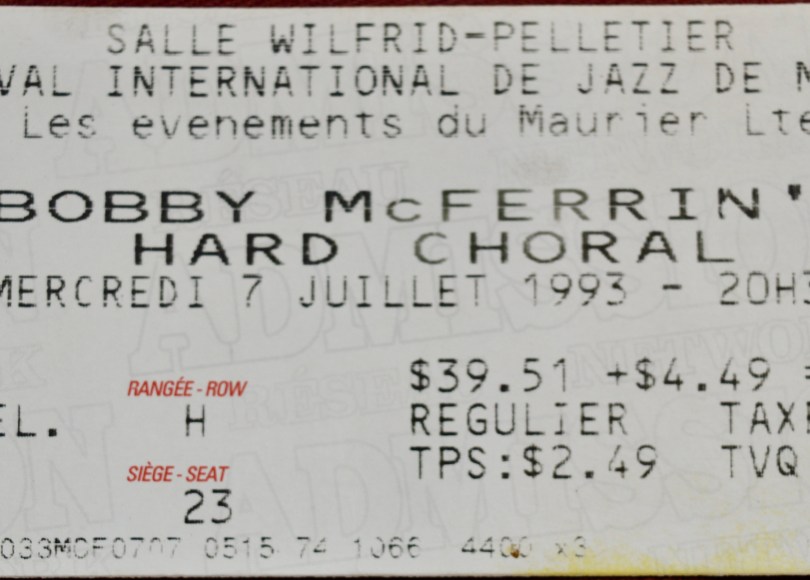 SALLE WILFRID-PELLETIER
VAL INTERNATIONAL DE JAZZ DE M
Les evenements du Maurier Lte
BOBBY McFERRIN'
HARD CHORAL
MERCREDI 7 JUILLET 1993 - 20H3
$39.51 +$4.49 =
RANGÉE - ROW
EL. H REGULIER TAXE
TPS:$2.49 TVQ
SIÈGE - SEAT
23
033MCF0707 0515 74 1066 4400 x3
ADMISSION
RÉSEAU